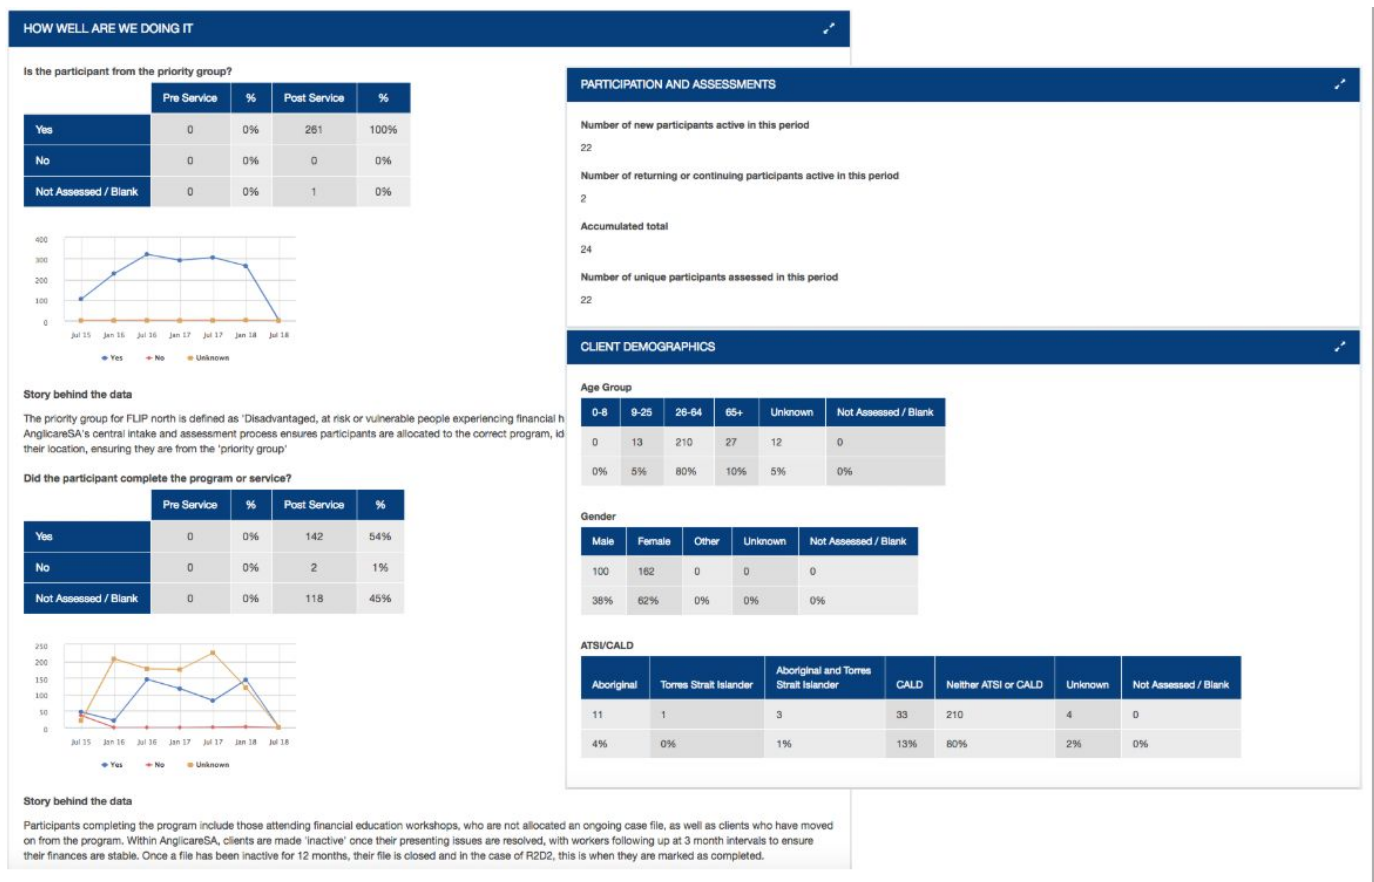 HOW WELL ARE WE DOING IT
Is the participant from the priority group?
Pre Service % Post Service %
Yes 0 0% 261 100%
No 0 0% 0 0%
Not Assessed / Blank 0 0% 1 0%
400
300
200
100
0
Jul 15 Jan 16 Jul 16 Jan 17 Jul 17 Jan 18 Jul 18
Yes No Unknown
Story behind the data
The priority group for FLIP north is defined as 'Disadvantaged, at risk or vulnerable people experiencing financial h
AnglicareSA's central intake and assessment process ensures participants are allocated to the correct program, id
their location, ensuring they are from the 'priority group'
Did the participant complete the program or service?
Pre Service % Post Service %
Yes 0 0% 142 54%
No 0 0% 2 1%
Not Assessed / Blank 0 0% 118 45%
250
200
150
100
50
0
Jul 15 Jan 16 Jul 16 Jan 17 Jul 17 Jan 18 Jul 18
Yes No Unknown
Story behind the data
Participants completing the program include those attending financial education workshops, who are not allocated an ongoing case file, as well as clients who have moved
on from the program. Within AnglicareSA, clients are made 'inactive' once their presenting issues are resolved, with workers following up at 3 month intervals to ensure
their finances are stable. Once a file has been inactive for 12 months, their file is closed and in the case of R2D2, this is when they are marked as completed.
PARTICIPATION AND ASSESSMENTS
Number of new participants active in this period
22
Number of returning or continuing participants active in this period
2
Accumulated total
24
Number of unique participants assessed in this period
22
CLIENT DEMOGRAPHICS
Age Group
0-8 9-25 26-64 65+ Unknown Not Assessed / Blank
0 13 210 27 12 0
0% 5% 80% 10% 5% 0%
Gender
Male Female Other Unknown Not Assessed / Blank
100 162 0 0 0
38% 62% 0% 0% 0%
ATSI/CALD
Aboriginal Torres Strait Islander Aboriginal and Torres Strait Islander CALD Neither ATSI or CALD Unknown Not Assessed / Blank
11 1 3 33 210 4 0
4% 0% 1% 13% 80% 2% 0%